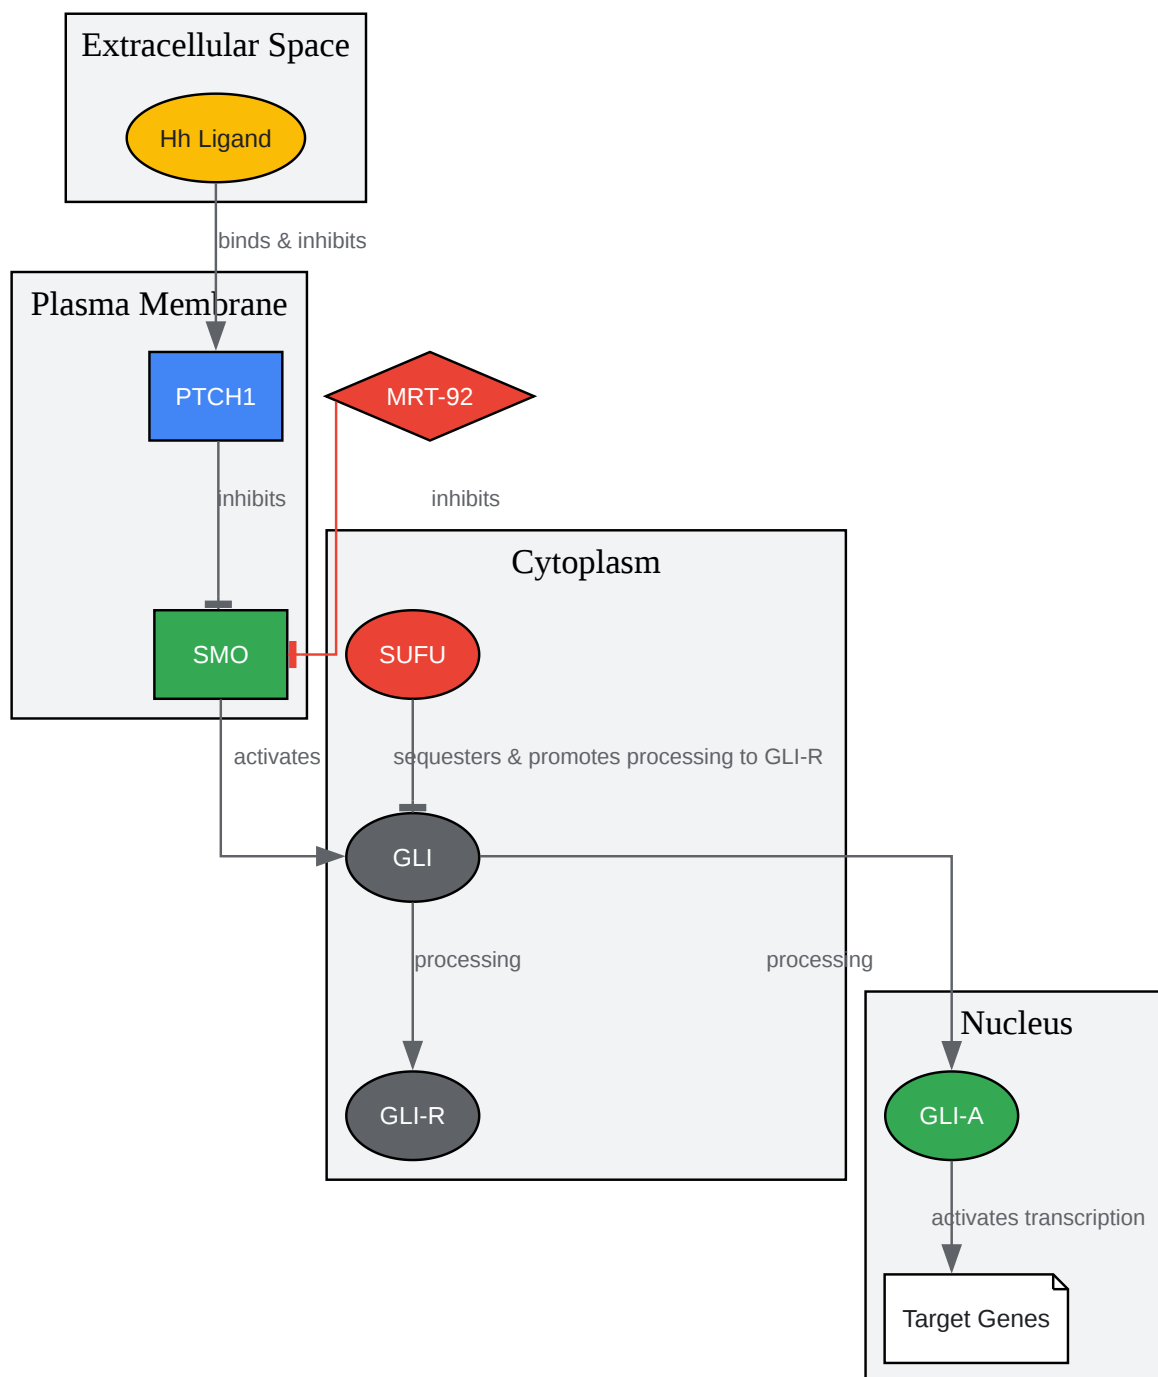 Extracellular Space
Hh Ligand
binds & inhibits
Plasma Membrane
PTCH1
MRT-92
inhibits
inhibits
Cytoplasm
SMO
SUFU
activates
sequesters & promotes processing to GLI-R
GLI
processing
processing
Nucleus
GLI-R
GLI-A
activates transcription
Target Genes